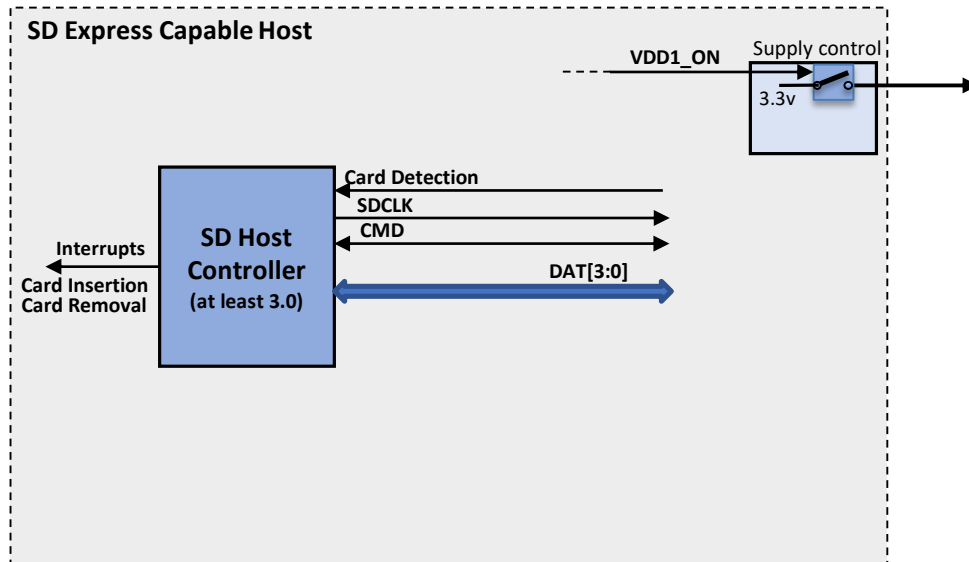 SD Express Capable Host
Supply control
VDD1_ON
3.3v
Card Detection
SDCLK
CMD
DAT[3:0]
SD Host
Controller
(at least 3.0)
Interrupts
Card Insertion
Card Removal